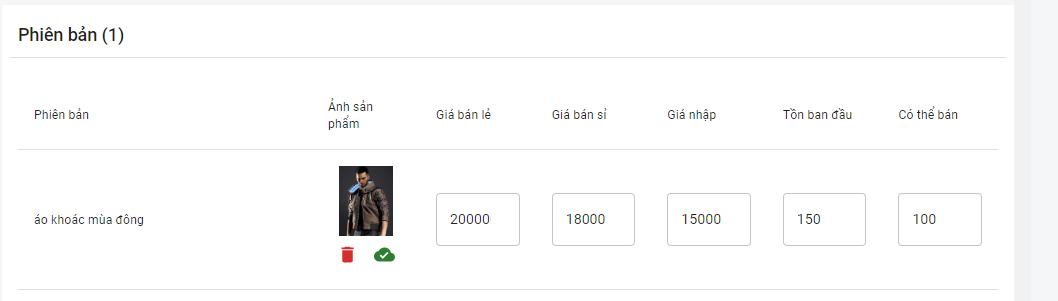 Phiên bản (1)
Phiên bản
Ảnh sản
phẩm
Giá bán lẻ
Giá bán sỉ
Giá nhập
Tồn ban đầu
Có thể bán
áo khoác mùa đông
20000
18000
15000
150
100